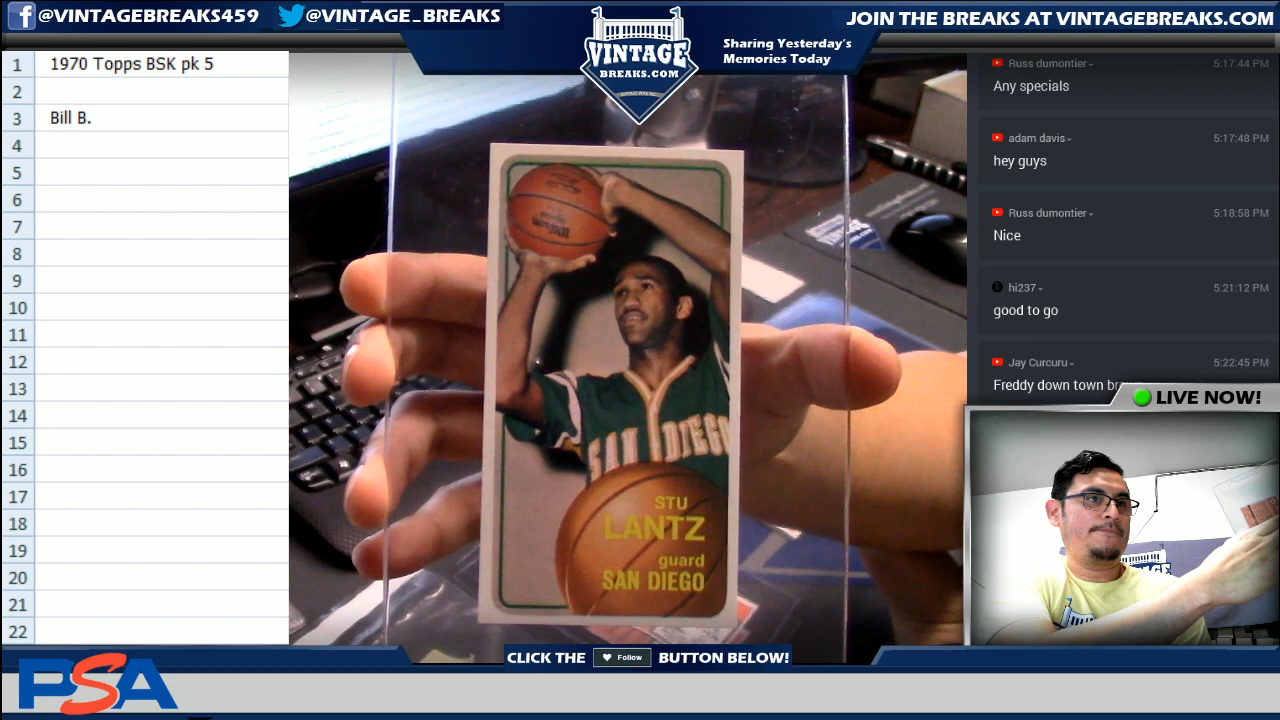 @VINTAGEBREAKS459
@VINTAGE_BREAKS
VINTAGE
BREAKS.COM
Sharing Yesterday's
Memories Today
JOIN THE BREAKS AT VINTAGEBREAKS.COM
1 1970 Topps BSK pk 5
2
3 Bill B.
4
5
6
7
8
9
10
11
12
13
14
15
16
17
18
19
20
21
22
Wilson
SAN DIEGO
STU
LANTZ
guard
SAN DIEGO
Russ dumontier 5:17:44 PM
Any specials
adam davis 5:17:48 PM
hey guys
Russ dumontier 5:18:58 PM
Nice
hi237 5:21:12 PM
good to go
Jay Curcuru 5:22:45 PM
Freddy down town
LIVE NOW!
CLICK THE Follow BUTTON BELOW!
PSA